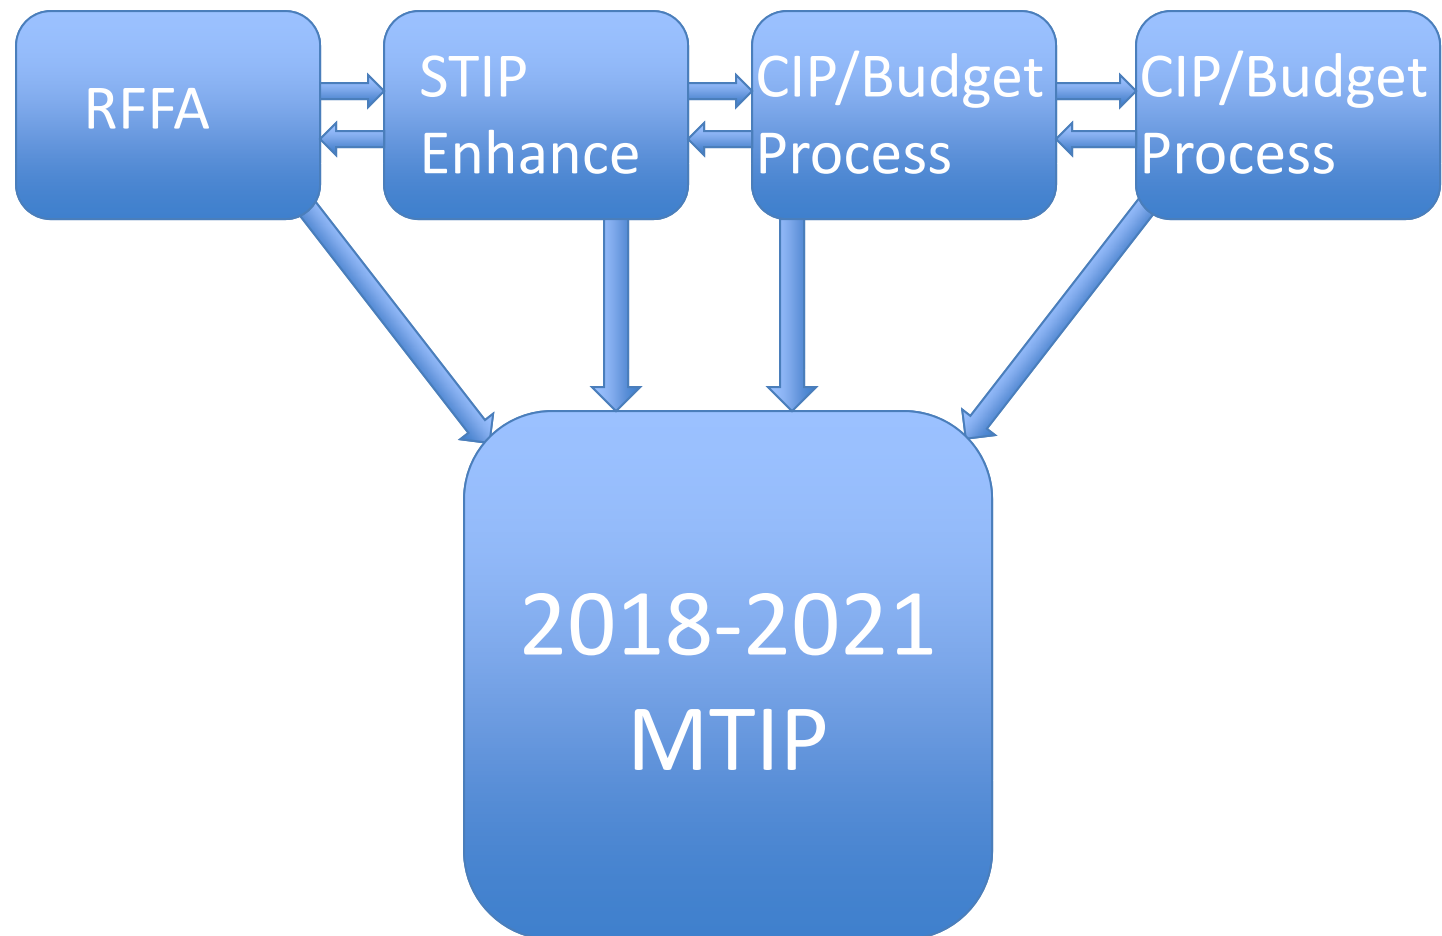 RFFA
STIP
Enhance
CIP/Budget
Process
CIP/Budget
Process
2018-2021
MTIP